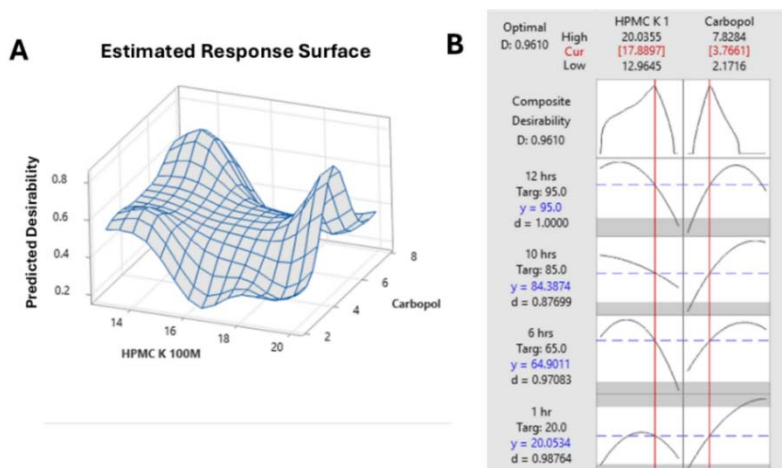 A
Estimated Response Surface
Predicted Desirability
0.8
0.6
0.4
0.2
14
16
18
20
HPMC K 100M
2
4
6
8
Carbopol
B
Optimal
D: 0.9610
High
Cur
Low
HPMC K 1
20.0355
[17.8897]
12.9645
Carbopol
7.8284
[3.7661]
2.1716
Composite
Desirability
D: 0.9610
12 hrs
Targ: 95.0
y = 95.0
d = 1.0000
10 hrs
Targ: 85.0
y = 84.3874
d = 0.87699
6 hrs
Targ: 65.0
y = 64.9011
d = 0.97083
1 hr
Targ: 20.0
y = 20.0534
d = 0.98764